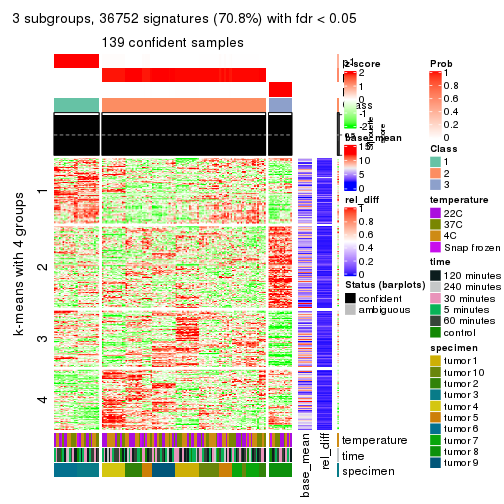 3 subgroups, 36752 signatures (70.8%) with fdr < 0.05
139 confident samples
k-means with 4 groups
1
2
3
4
base_mean
rel_diff
temperature
time
specimen
z-score
2
1
0
-1
-2
base_mean
15
10
5
0
rel_diff
1
0.8
0.6
0.4
0.2
0
Status (barplots)
confident
ambiguous
Prob
1
0.8
0.6
0.4
0.2
0
Class
1
2
3
temperature
22C
37C
4C
Snap frozen
time
120 minutes
240 minutes
30 minutes
5 minutes
60 minutes
control
specimen
tumor 1
tumor 10
tumor 2
tumor 3
tumor 4
tumor 5
tumor 6
tumor 7
tumor 8
tumor 9